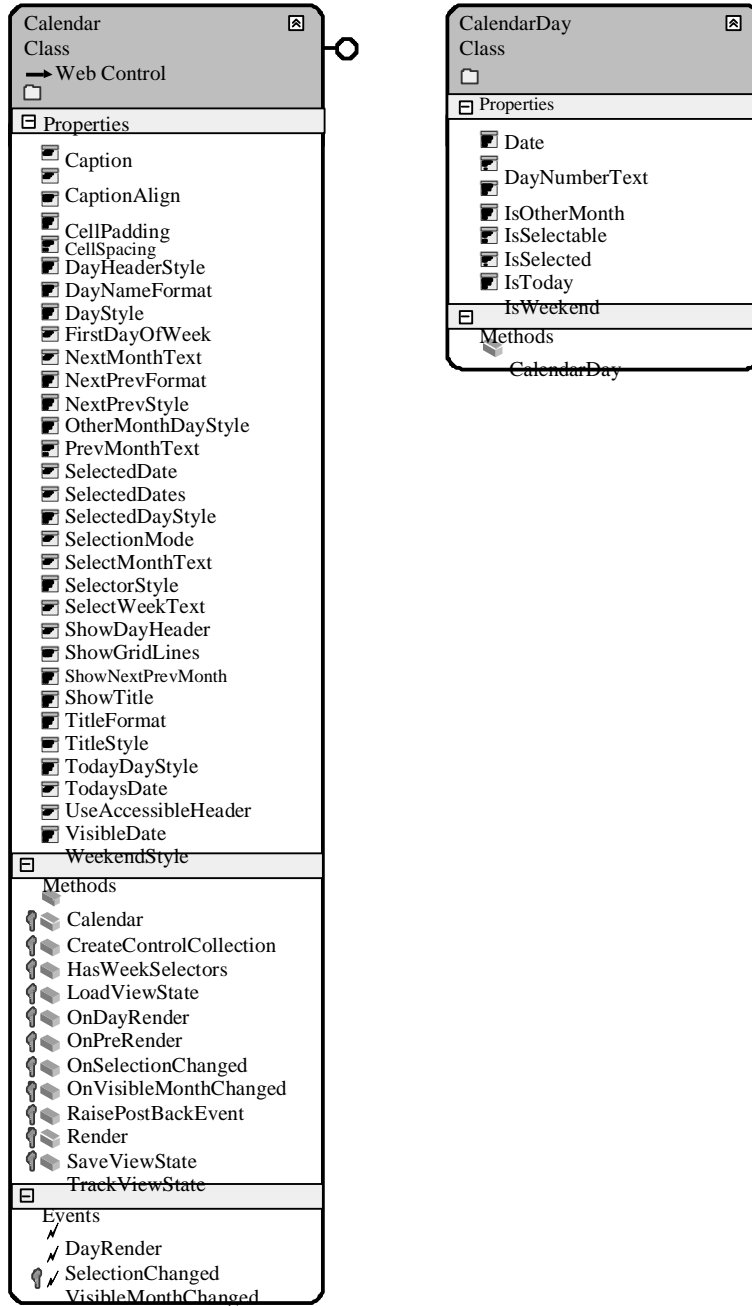 Calendar
Class
Web Control
Properties
Caption
CaptionAlign
CellPadding
CellSpacing
DayHeaderStyle
DayNameFormat
DayStyle
FirstDayOfWeek
NextMonthText
NextPrevFormat
NextPrevStyle
OtherMonthDayStyle
PrevMonthText
SelectedDate
SelectedDates
SelectedDayStyle
SelectionMode
SelectMonthText
SelectorStyle
SelectWeekText
ShowDayHeader
ShowGridLines
ShowNextPrevMonth
ShowTitle
TitleFormat
TitleStyle
TodayDayStyle
TodaysDate
UseAccessibleHeader
VisibleDate
WeekendStyle
Methods
Calendar
CreateControlCollection
HasWeekSelectors
LoadViewState
OnDayRender
OnPreRender
OnSelectionChanged
OnVisibleMonthChanged
RaisePostBackEvent
Render
SaveViewState
TrackViewState
Events
DayRender
SelectionChanged
VisibleMonthChanged
CalendarDay
Class
Properties
Date
DayNumberText
IsOtherMonth
IsSelectable
IsSelected
IsToday
IsWeekend
Methods
CalendarDay